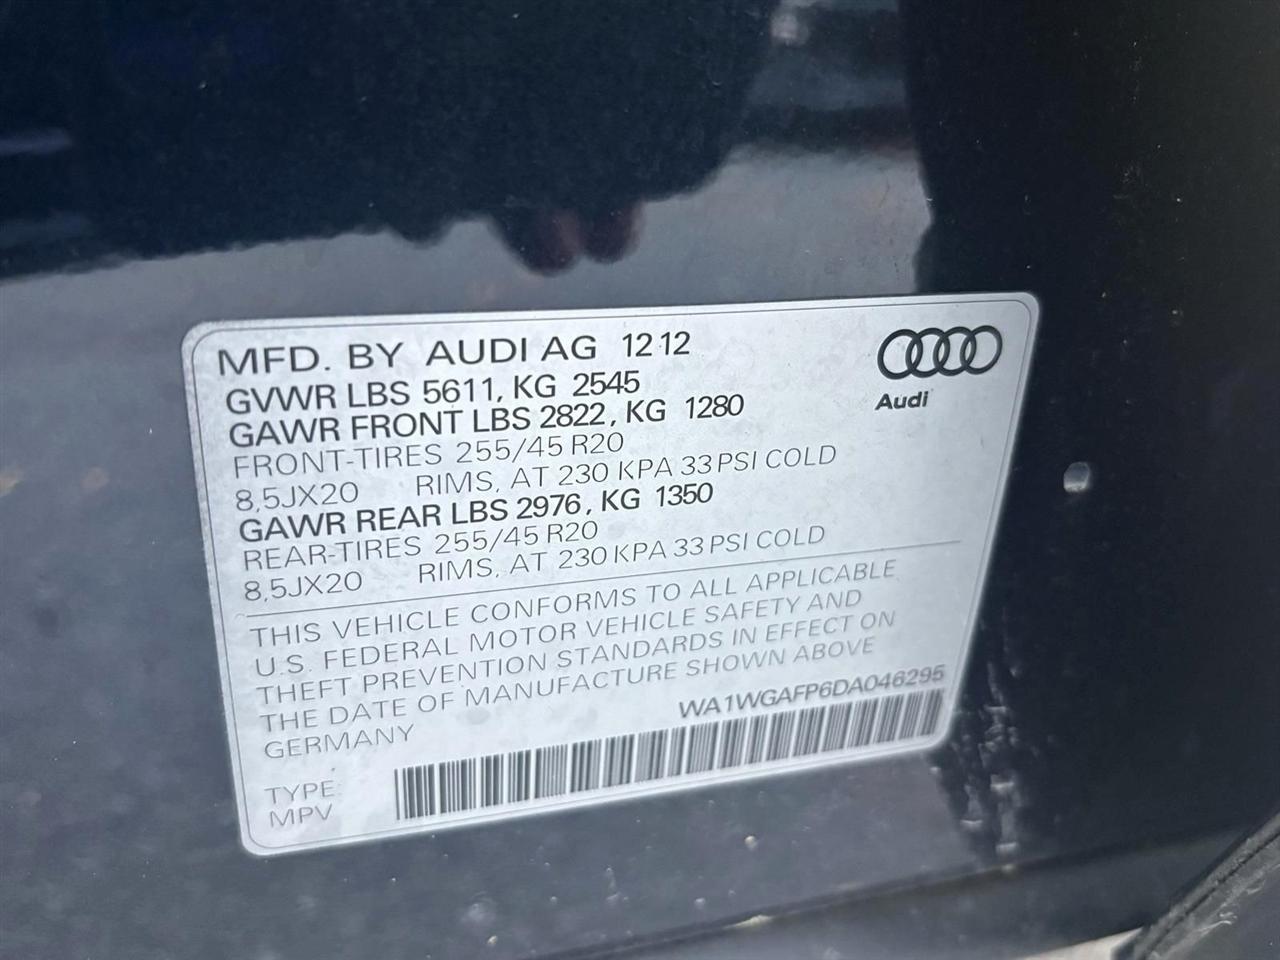 MFD. BY AUDI AG 12 12
GVWR LBS 5611, KG 2545
GAWR FRONT LBS 2822, KG 1280
FRONT-TIRES 255/45 R20
8,5JX20 RIMS, AT 230 KPA 33 PSI COLD
GAWR REAR LBS 2976, KG 1350
REAR-TIRES 255/45 R20
8,5JX20 RIMS, AT 230 KPA 33 PSI COLD
THIS VEHICLE CONFORMS TO ALL APPLICABLE
U.S. FEDERAL MOTOR VEHICLE SAFETY AND
THEFT PREVENTION STANDARDS IN EFFECT ON
THE DATE OF MANUFACTURE SHOWN ABOVE
GERMANY
WA1WGAFP6DA046295
TYPE:
MPV
Audi